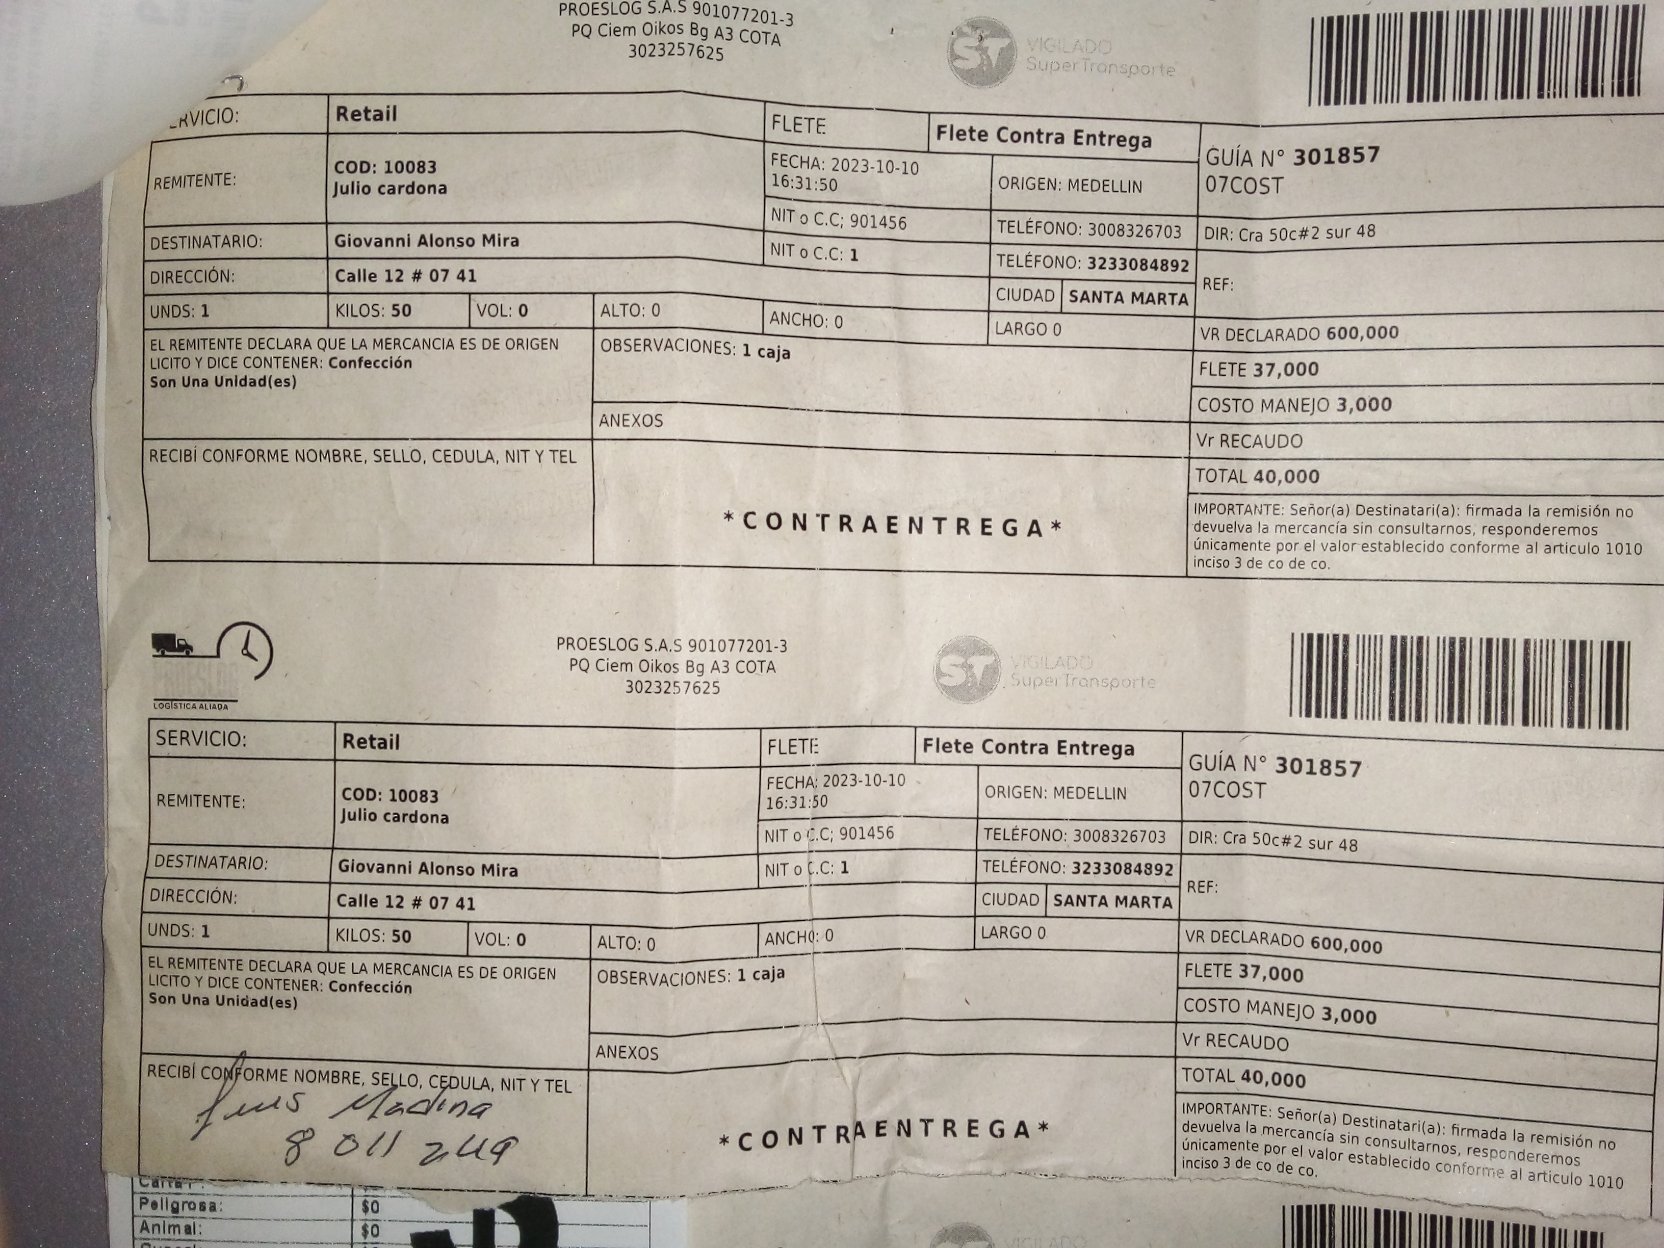 PROESLOG S.A.S 901077201-3
PQ Ciem Oikos Bg A3 COTA
3023257625
VIGILADO
SuperTransporte
RVICIO: Retail FLETE Flete Contra Entrega
GUÍA N° 301857
07COST
REMITENTE: COD: 10083
Julio cardona
FECHA: 2023-10-10
16:31:50
ORIGEN: MEDELLIN
NIT o C.C; 901456 TELÉFONO: 3008326703 DIR: Cra 50c#2 sur 48
DESTINATARIO: Giovanni Alonso Mira NIT o C.C: 1 TELÉFONO: 3233084892
REF:
DIRECCIÓN: Calle 12 # 07 41 CIUDAD SANTA MARTA
UNDS: 1 KILOS: 50 VOL: 0 ALTO: 0 ANCHO: 0 LARGO 0 VR DECLARADO 600,000
EL REMITENTE DECLARA QUE LA MERCANCIA ES DE ORIGEN
LICITO Y DICE CONTENER: Confección
Son Una Unidad(es)
OBSERVACIONES: 1 caja
FLETE 37,000
COSTO MANEJO 3,000
ANEXOS
Vr RECAUDO
RECIBÍ CONFORME NOMBRE, SELLO, CEDULA, NIT Y TEL
TOTAL 40,000
*CONTRAENTREGA*
IMPORTANTE: Señor(a) Destinatari(a): firmada la remisión no
devuelva la mercancía sin consultarnos, responderemos
únicamente por el valor establecido conforme al articulo 1010
inciso 3 de co de co.
LOGÍSTICA ALIADA
PROESLOG S.A.S 901077201-3
PQ Ciem Oikos Bg A3 COTA
3023257625
VIGILADO
SuperTransporte
SERVICIO: Retail FLETE Flete Contra Entrega
GUÍA N° 301857
07COST
REMITENTE: COD: 10083
Julio cardona
FECHA: 2023-10-10
16:31:50
ORIGEN: MEDELLIN
NIT o C.C; 901456 TELÉFONO: 3008326703 DIR: Cra 50c#2 sur 48
DESTINATARIO: Giovanni Alonso Mira NIT o C.C: 1 TELÉFONO: 3233084892
REF:
DIRECCIÓN: Calle 12 # 07 41 CIUDAD SANTA MARTA
UNDS: 1 KILOS: 50 VOL: 0 ALTO: 0 ANCHO: 0 LARGO 0 VR DECLARADO 600,000
EL REMITENTE DECLARA QUE LA MERCANCIA ES DE ORIGEN
LICITO Y DICE CONTENER: Confección
Son Una Unidad(es)
OBSERVACIONES: 1 caja
FLETE 37,000
COSTO MANEJO 3,000
ANEXOS
Vr RECAUDO
RECIBÍ CONFORME NOMBRE, SELLO, CEDULA, NIT Y TEL
TOTAL 40,000
Luis Madina
8 011 249
*CONTRAENTREGA*
IMPORTANTE: Señor(a) Destinatari(a): firmada la remisión no
devuelva la mercancía sin consultarnos, responderemos
únicamente por el valor establecido conforme al articulo 1010
inciso 3 de co de co.
Peligrosa: $0
Animal: $0
VIGILADO